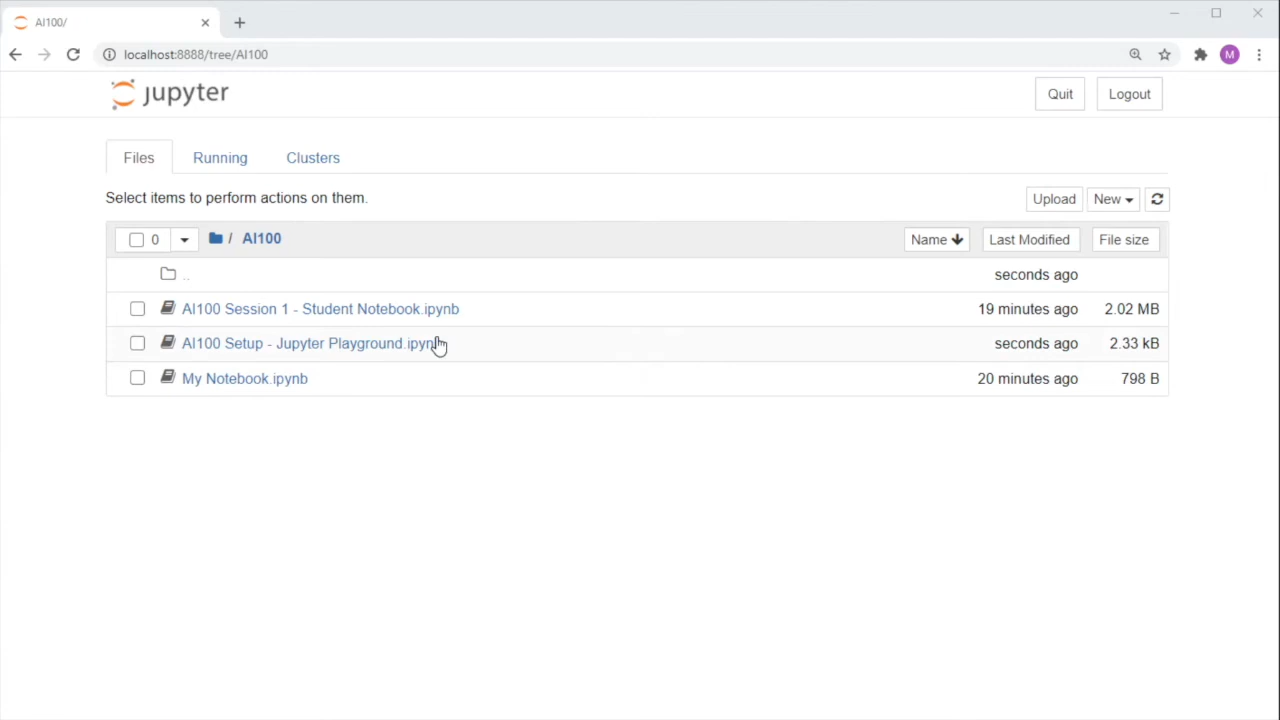 AI100/
localhost:8888/tree/AI100
M
jupyter
Quit
Logout
Files
Running
Clusters
Select items to perform actions on them.
Upload
New
0
/ AI100
Name
Last Modified
File size
..
seconds ago
AI100 Session 1 - Student Notebook.ipynb
19 minutes ago
2.02 MB
AI100 Setup - Jupyter Playground.ipynb
seconds ago
2.33 kB
My Notebook.ipynb
20 minutes ago
798 B